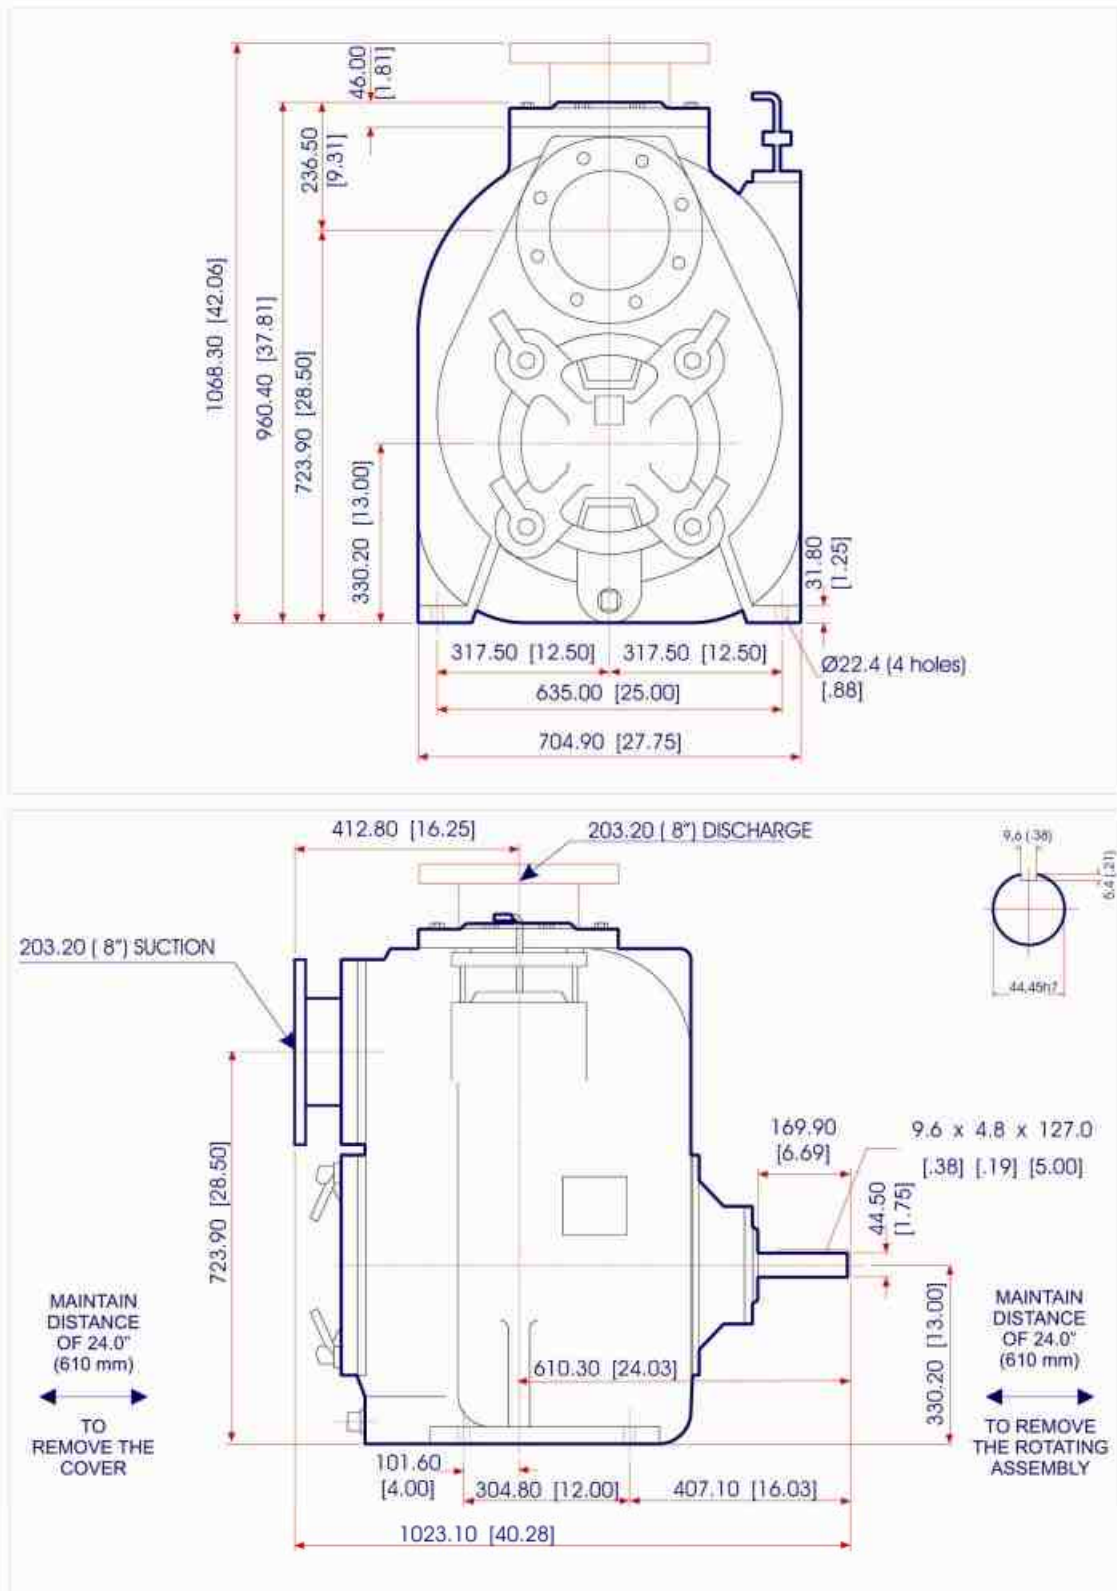 46.00
[1.81]
236.50
[9.31]
1068.30 [42.06]
960.40 [37.81]
723.90 [28.50]
330.20 [13.00]
31.80
[1.25]
317.50 [12.50]
317.50 [12.50]
Ø22.4 (4 holes)
[.88]
635.00 [25.00]
704.90 [27.75]
412.80 [16.25]
203.20 ( 8") DISCHARGE
9,6 (.38)
5,4 (.21)
44,45h7
203.20 ( 8") SUCTION
723.90 [28.50]
169.90
[6.69]
9.6 x 4.8 x 127.0
[.38] [.19] [5.00]
44.50
[1.75]
330.20 [13.00]
MAINTAIN
DISTANCE
OF 24.0"
(610 mm)
TO
REMOVE THE
COVER
MAINTAIN
DISTANCE
OF 24.0"
(610 mm)
TO REMOVE
THE ROTATING
ASSEMBLY
610.30 [24.03]
101.60
[4.00]
304.80 [12.00]
407.10 [16.03]
1023.10 [40.28]